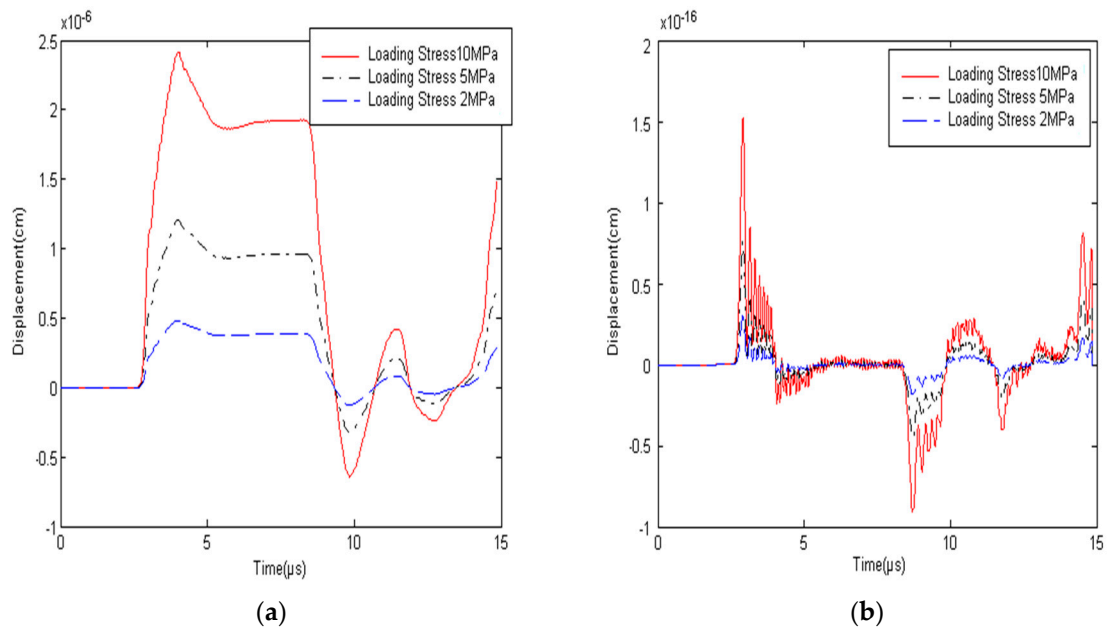 x10-6
2.5
2
1.5
1
0.5
0
-0.5
-1
0
5
10
15
Displacement(cm)
Time(μs)
Loading Stress10MPa
Loading Stress 5MPa
Loading Stress 2MPa
(a)
x10-16
2
1.5
1
0.5
0
-0.5
-1
0
5
10
15
Displacement(cm)
Time(μs)
Loading Stress10MPa
Loading Stress 5MPa
Loading Stress 2MPa
(b)